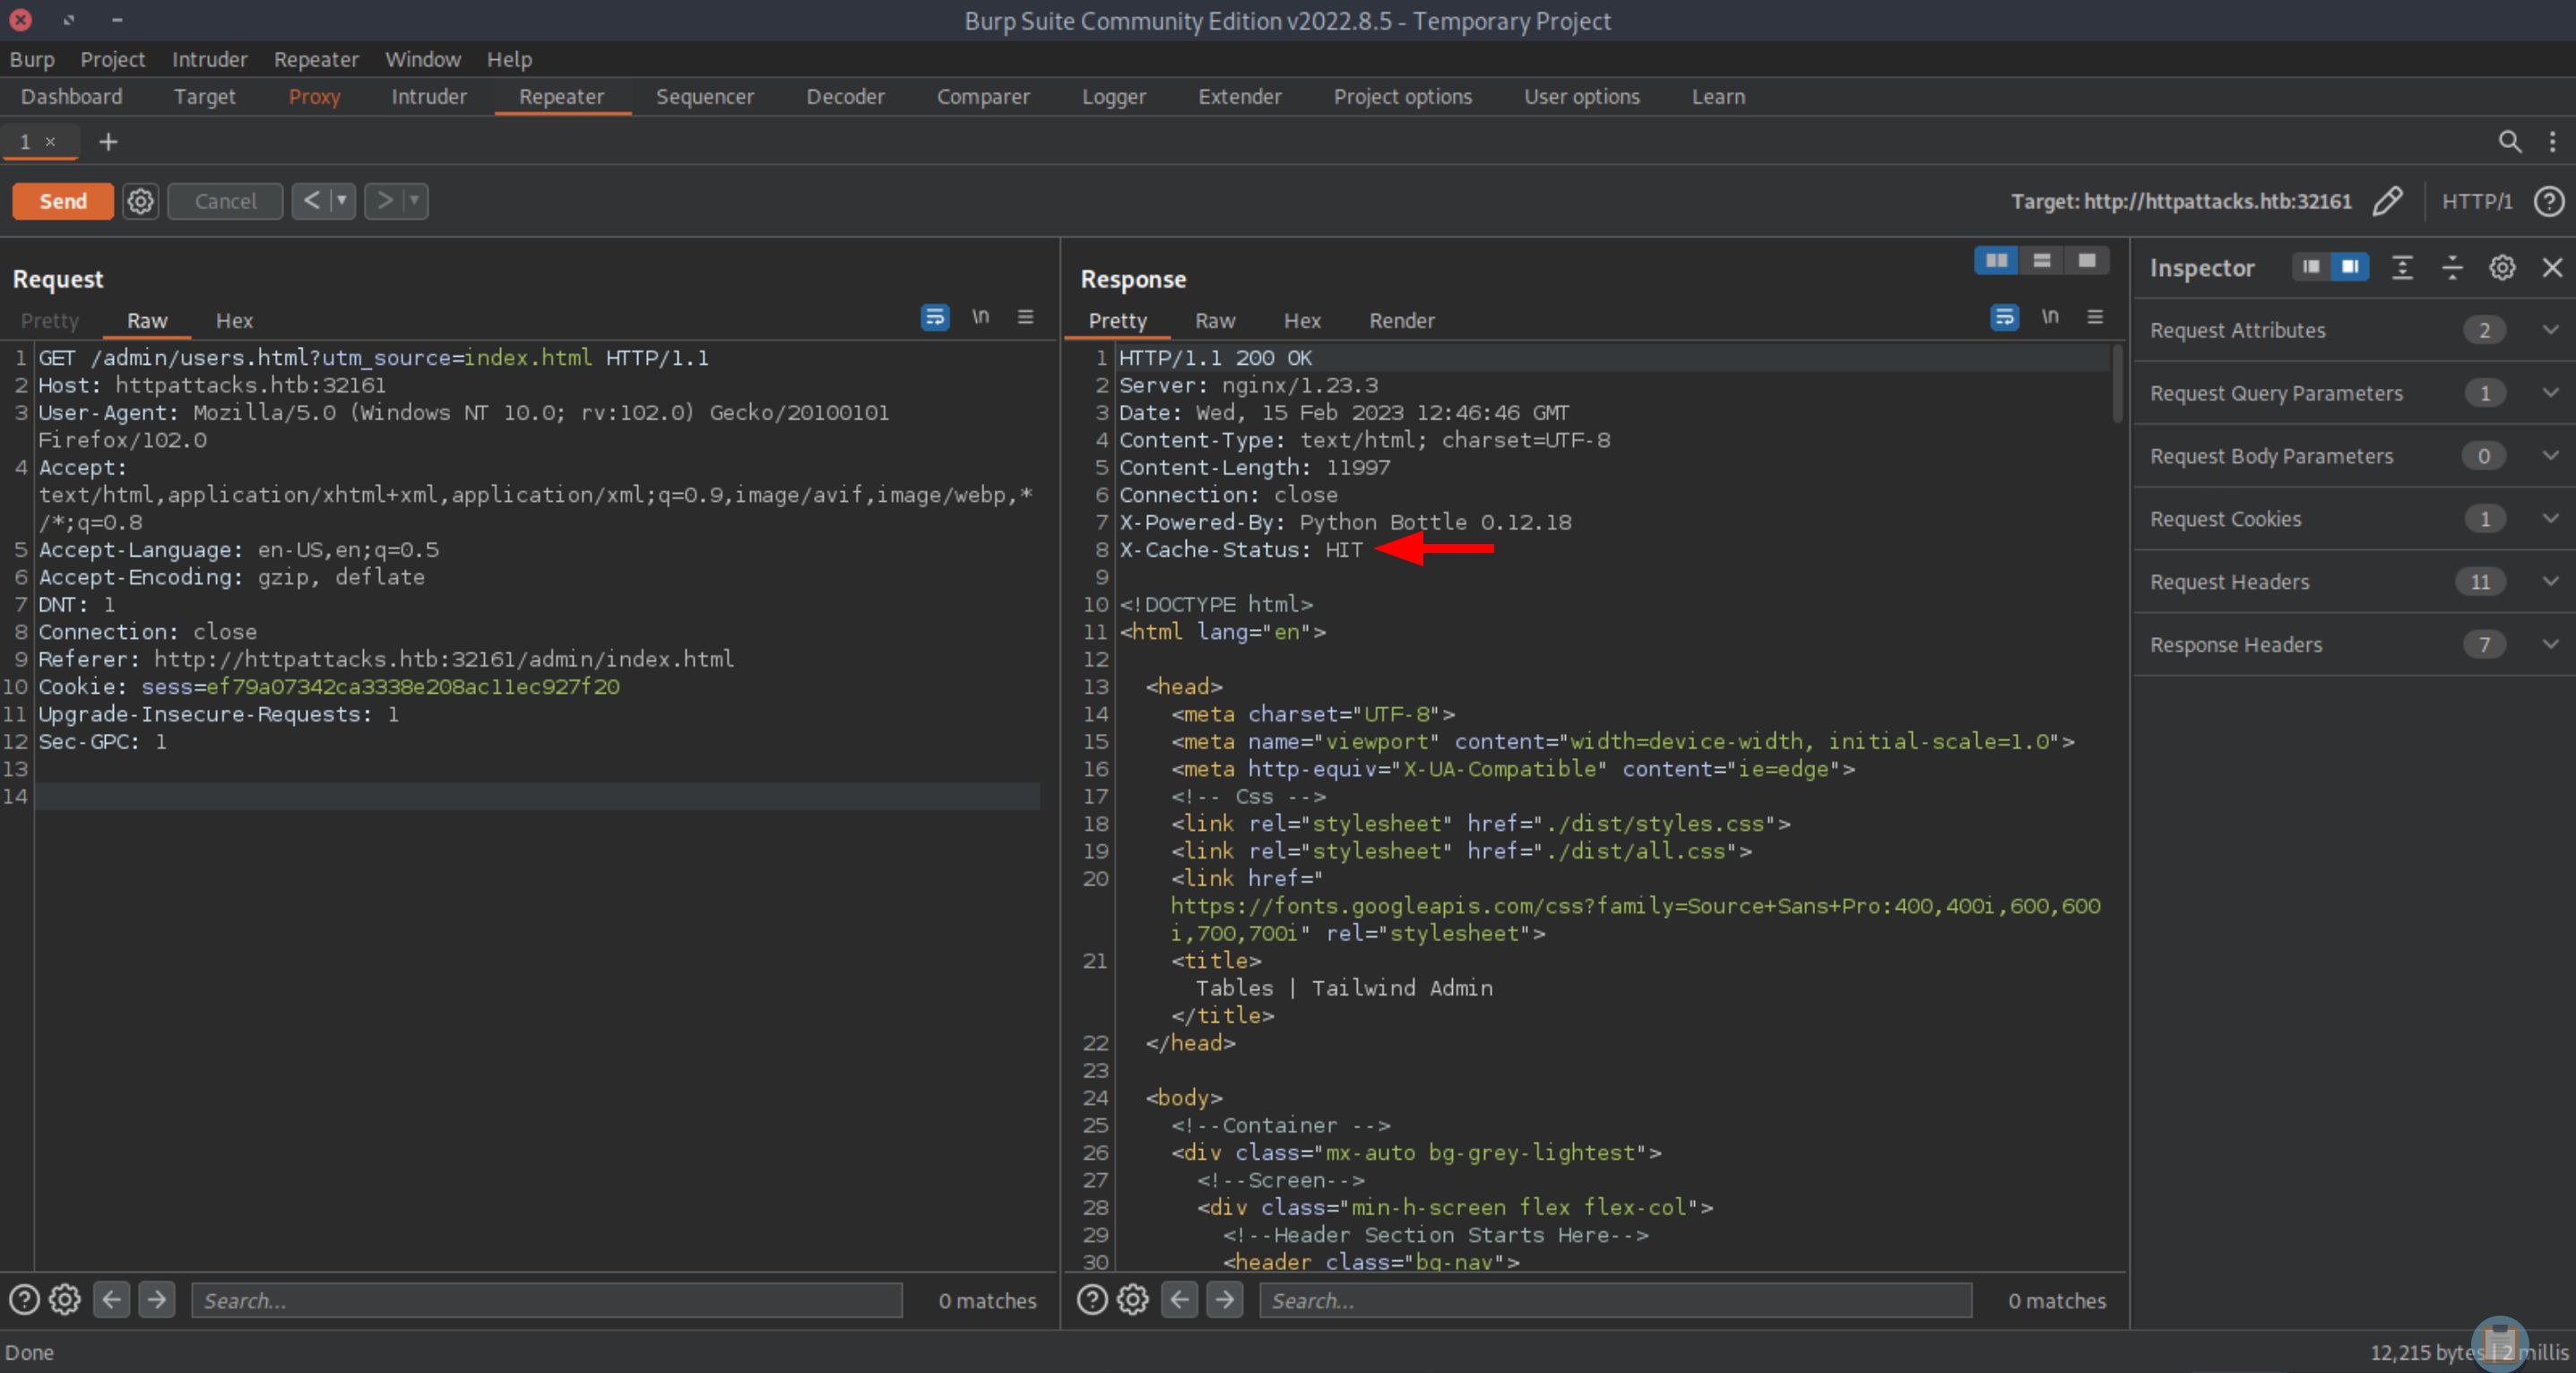 Burp Suite Community Edition v2022.8.5 - Temporary Project
Burp Project Intruder Repeater Window Help
Dashboard Target Proxy Intruder Repeater Sequencer Decoder Comparer Logger Extender Project options User options Learn
1 × +
Send Cancel < > Target: http://httpattacks.htb:32161 HTTP/1 ?
Request
Pretty Raw Hex \n
1 GET /admin/users.html?utm_source=index.html HTTP/1.1
2 Host: httpattacks.htb:32161
3 User-Agent: Mozilla/5.0 (Windows NT 10.0; rv:102.0) Gecko/20100101
Firefox/102.0
4 Accept:
text/html,application/xhtml+xml,application/xml;q=0.9,image/avif,image/webp,*
/*;q=0.8
5 Accept-Language: en-US,en;q=0.5
6 Accept-Encoding: gzip, deflate
7 DNT: 1
8 Connection: close
9 Referer: http://httpattacks.htb:32161/admin/index.html
10 Cookie: sess=ef79a07342ca3338e208ac11ec927f20
11 Upgrade-Insecure-Requests: 1
12 Sec-GPC: 1
13
14
? Search... 0 matches
Response
Pretty Raw Hex Render \n
1 HTTP/1.1 200 OK
2 Server: nginx/1.23.3
3 Date: Wed, 15 Feb 2023 12:46:46 GMT
4 Content-Type: text/html; charset=UTF-8
5 Content-Length: 11997
6 Connection: close
7 X-Powered-By: Python Bottle 0.12.18
8 X-Cache-Status: HIT
9
10 <!DOCTYPE html>
11 <html lang="en">
12
13 <head>
14 <meta charset="UTF-8">
15 <meta name="viewport" content="width=device-width, initial-scale=1.0">
16 <meta http-equiv="X-UA-Compatible" content="ie=edge">
17 <!-- Css -->
18 <link rel="stylesheet" href="./dist/styles.css">
19 <link rel="stylesheet" href="./dist/all.css">
20 <link href="
https://fonts.googleapis.com/css?family=Source+Sans+Pro:400,400i,600,600
i,700,700i" rel="stylesheet">
21 <title>
Tables | Tailwind Admin
</title>
22 </head>
23
24 <body>
25 <!--Container -->
26 <div class="mx-auto bg-grey-lightest">
27 <!--Screen-->
28 <div class="min-h-screen flex flex-col">
29 <!--Header Section Starts Here-->
30 <header class="bg-nav">
? Search... 0 matches
Inspector
Request Attributes 2
Request Query Parameters 1
Request Body Parameters 0
Request Cookies 1
Request Headers 11
Response Headers 7
Done
12,215 bytes | 2 millis